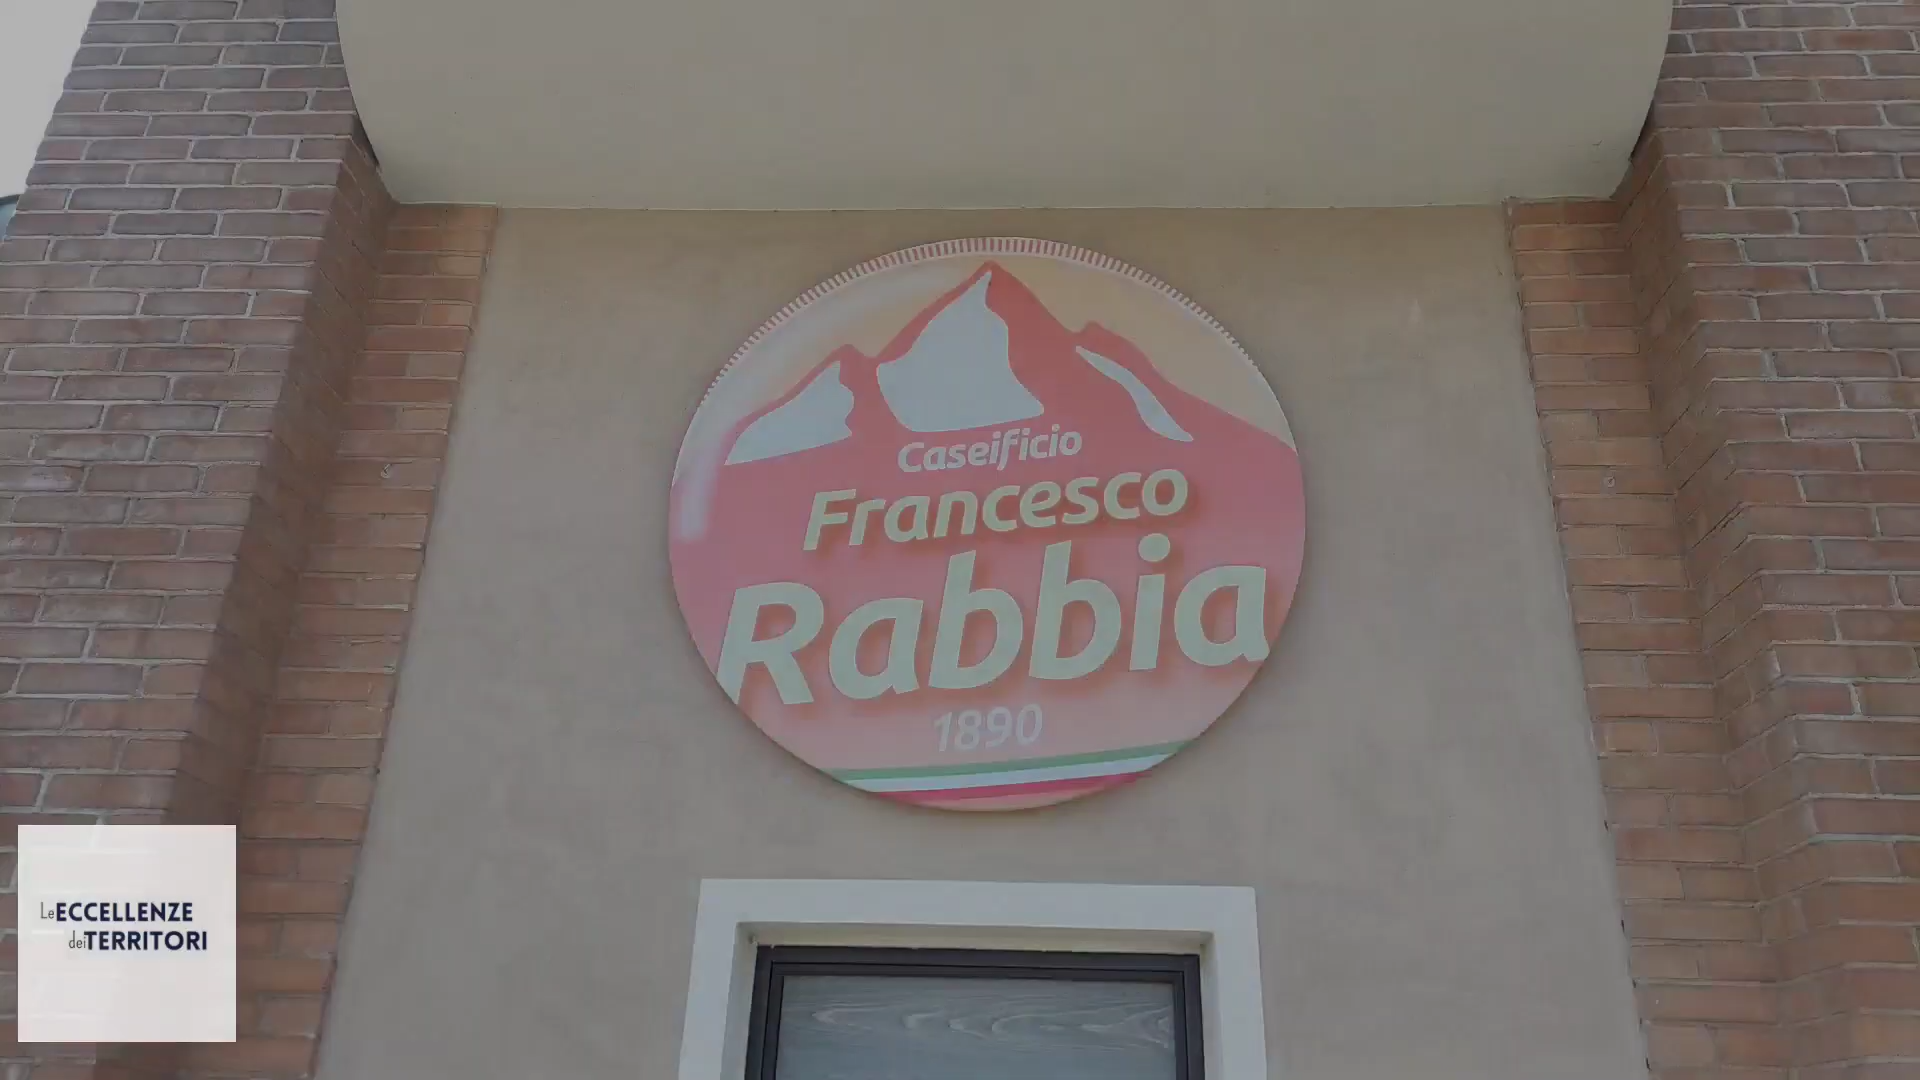 Caseificio
Francesco
Rabbia
1890
Le ECCELLENZE
dei TERRITORI